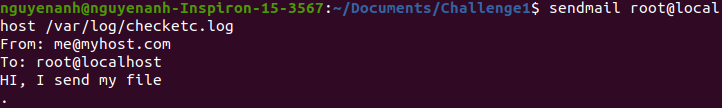 nguyenanh@nguyenanh-Inspiron-15-3567:~/Documents/Challenge1$ sendmail root@local
host /var/log/checketc.log
From: me@myhost.com
To: root@localhost
HI, I send my file
.